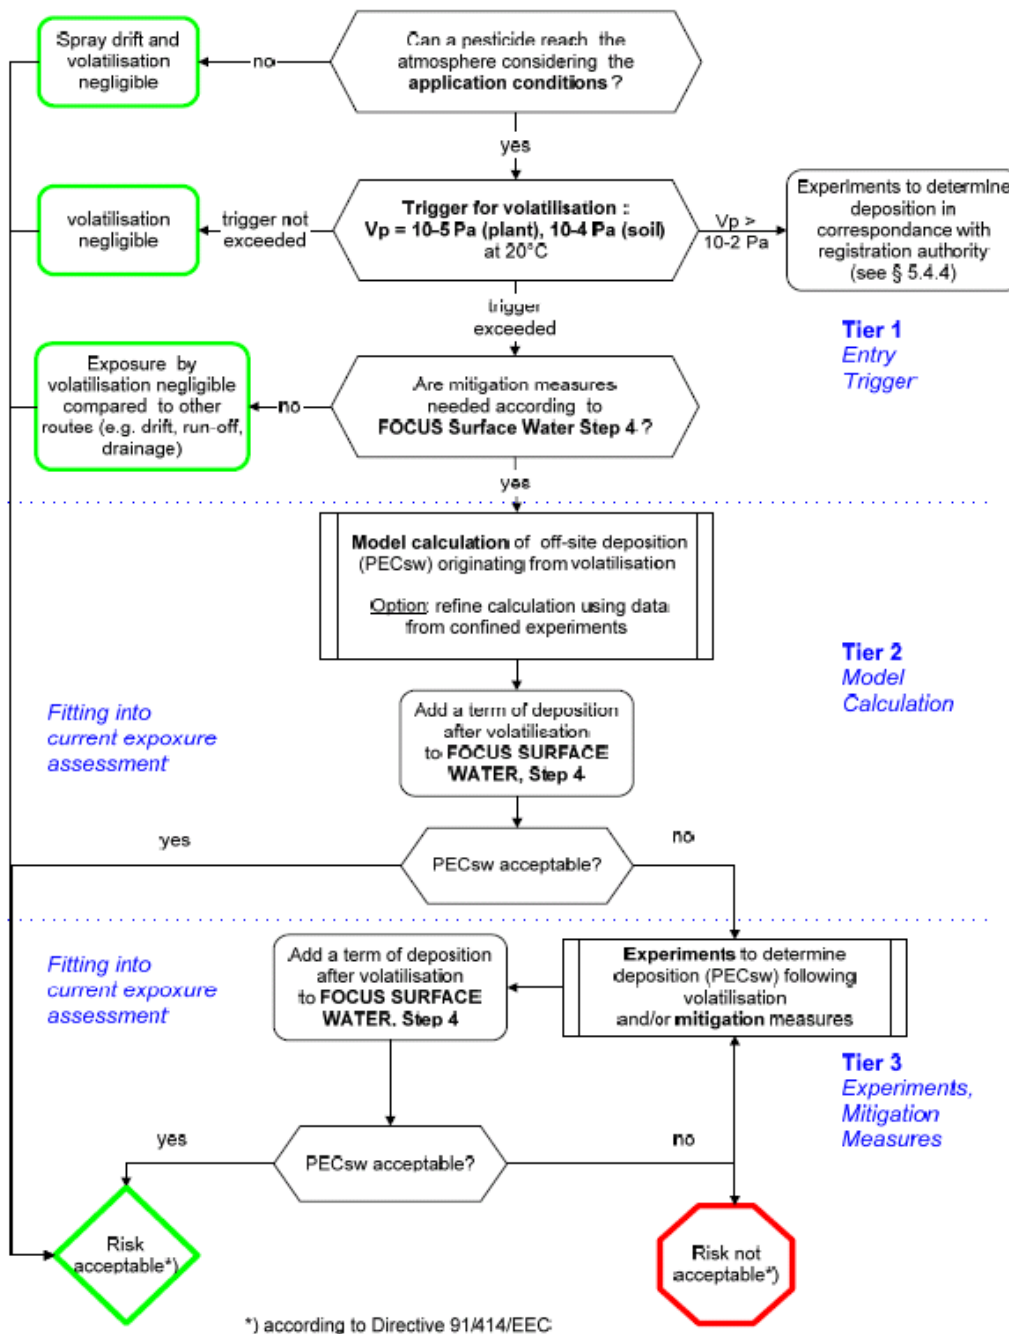 Spray drift and
volatilisation
negligible
no
Can a pesticide reach the
atmosphere considering the
application conditions ?
yes
volatilisation
negligible
trigger not
exceeded
Trigger for volatilisation :
Vp = 10-5 Pa (plant), 10-4 Pa (soil)
at 20°C
Vp >
10-2 Pa
Experiments to determine
deposition in
correspondance with
registration authority
(see § 5.4.4)
trigger
exceeded
Tier 1
Entry
Trigger
Exposure by
volatilisation negligible
compared to other
routes (e.g. drift, run-off,
drainage)
no
Are mitigation measures
needed according to
FOCUS Surface Water Step 4 ?
yes
Model calculation of off-site deposition
(PECsw) originating from volatilisation
Option: refine calculation using data
from confined experiments
Tier 2
Model
Calculation
Fitting into
current expoxure
assessment
Add a term of deposition
after volatilisation
to FOCUS SURFACE
WATER, Step 4
yes
PECsw acceptable?
no
Fitting into
current expoxure
assessment
Add a term of deposition
after volatilisation
to FOCUS SURFACE
WATER, Step 4
Experiments to determine
deposition (PECsw) following
volatilisation
and/or mitigation measures
Tier 3
Experiments,
Mitigation
Measures
yes
PECsw acceptable?
no
Risk
acceptable*)
Risk not
acceptable*)
*) according to Directive 91/414/EEC